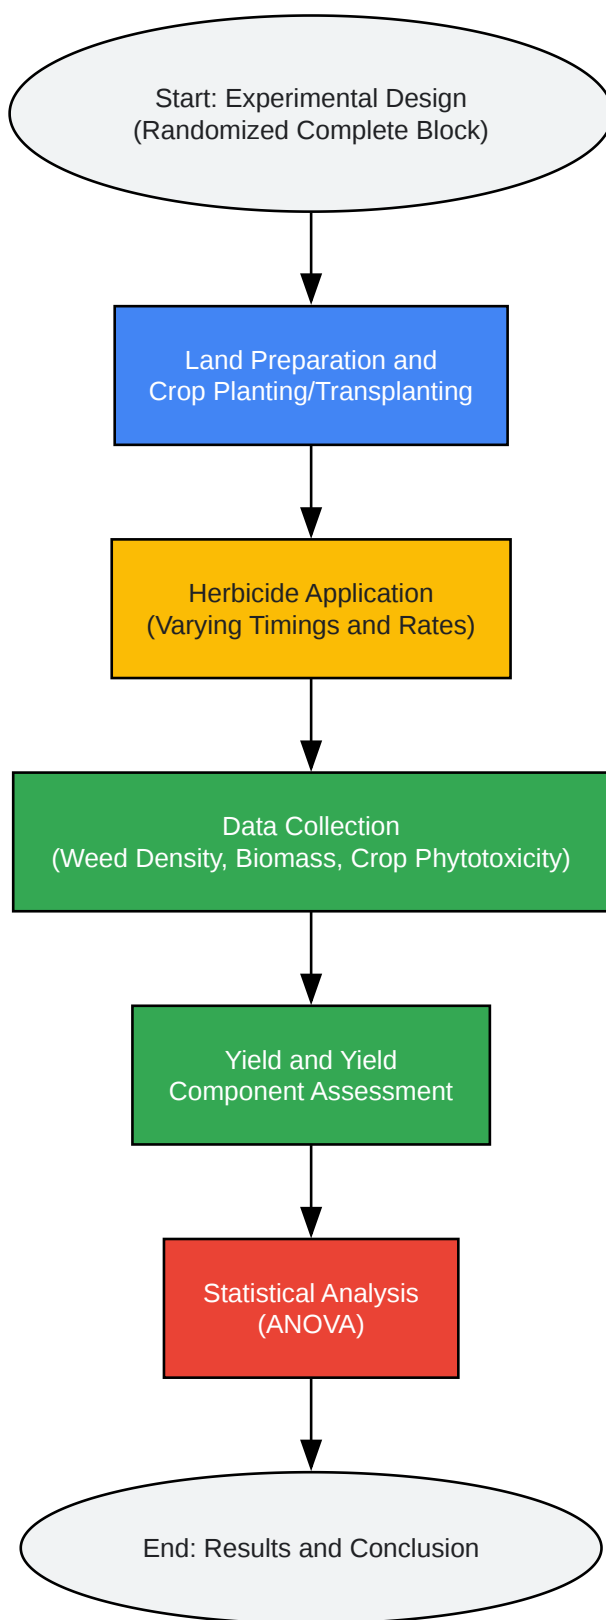 Start: Experimental Design
(Randomized Complete Block)
Land Preparation and
Crop Planting/Transplanting
Herbicide Application
(Varying Timings and Rates)
Data Collection
(Weed Density, Biomass, Crop Phytotoxicity)
Yield and Yield
Component Assessment
Statistical Analysis
(ANOVA)
End: Results and Conclusion